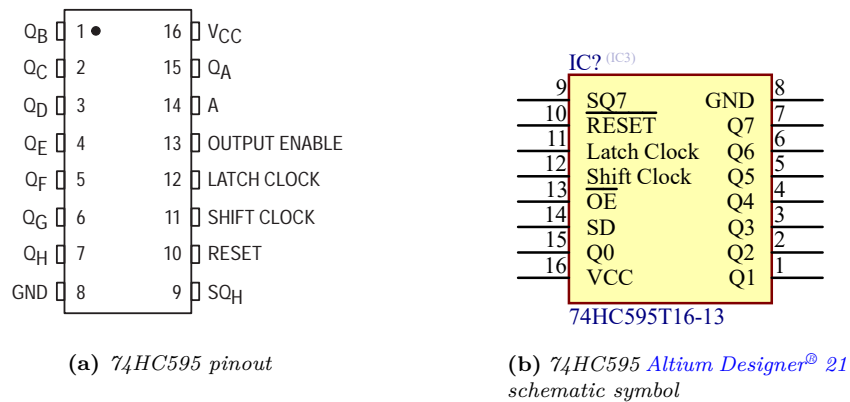 QB 1 16 VCC
QC 2 15 QA
QD 3 14 A
QE 4 13 OUTPUT ENABLE
QF 5 12 LATCH CLOCK
QG 6 11 SHIFT CLOCK
QH 7 10 RESET
GND 8 9 SQH
(a) 74HC595 pinout
IC? (IC3)
9 SQ7 GND 8
10 RESET Q7 7
11 Latch Clock Q6 6
12 Shift Clock Q5 5
13 OE Q4 4
14 SD Q3 3
15 Q0 Q2 2
16 VCC Q1 1
74HC595T16-13
(b) 74HC595 Altium Designer® 21
schematic symbol